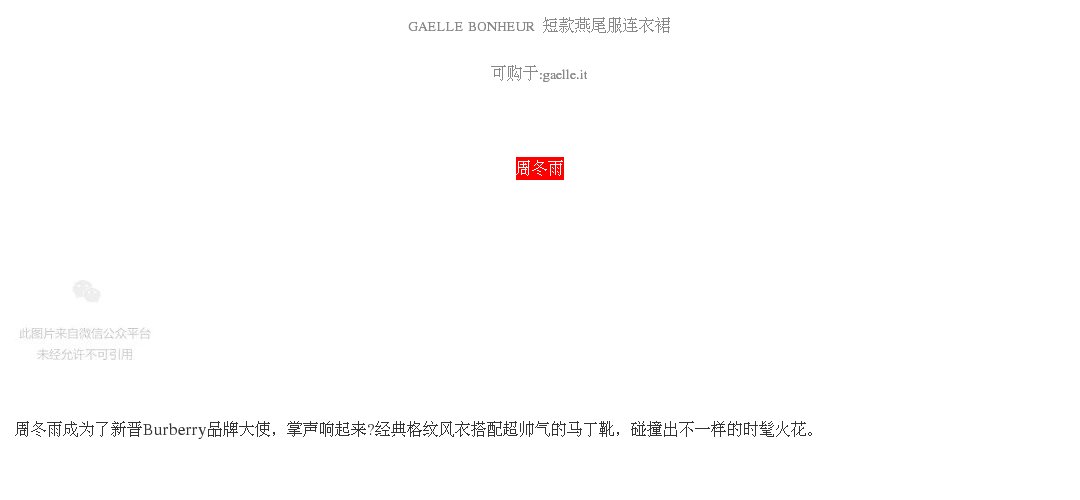 GAELLE BONHEUR 短款燕尾服连衣裙
可购于:gaelle.it
周冬雨
此图片来自微信公众平台
未经允许不可引用
周冬雨成为了新晋Burberry品牌大使，掌声响起来?经典格纹风衣搭配超帅气的马丁靴，碰撞出不一样的时髦火花。